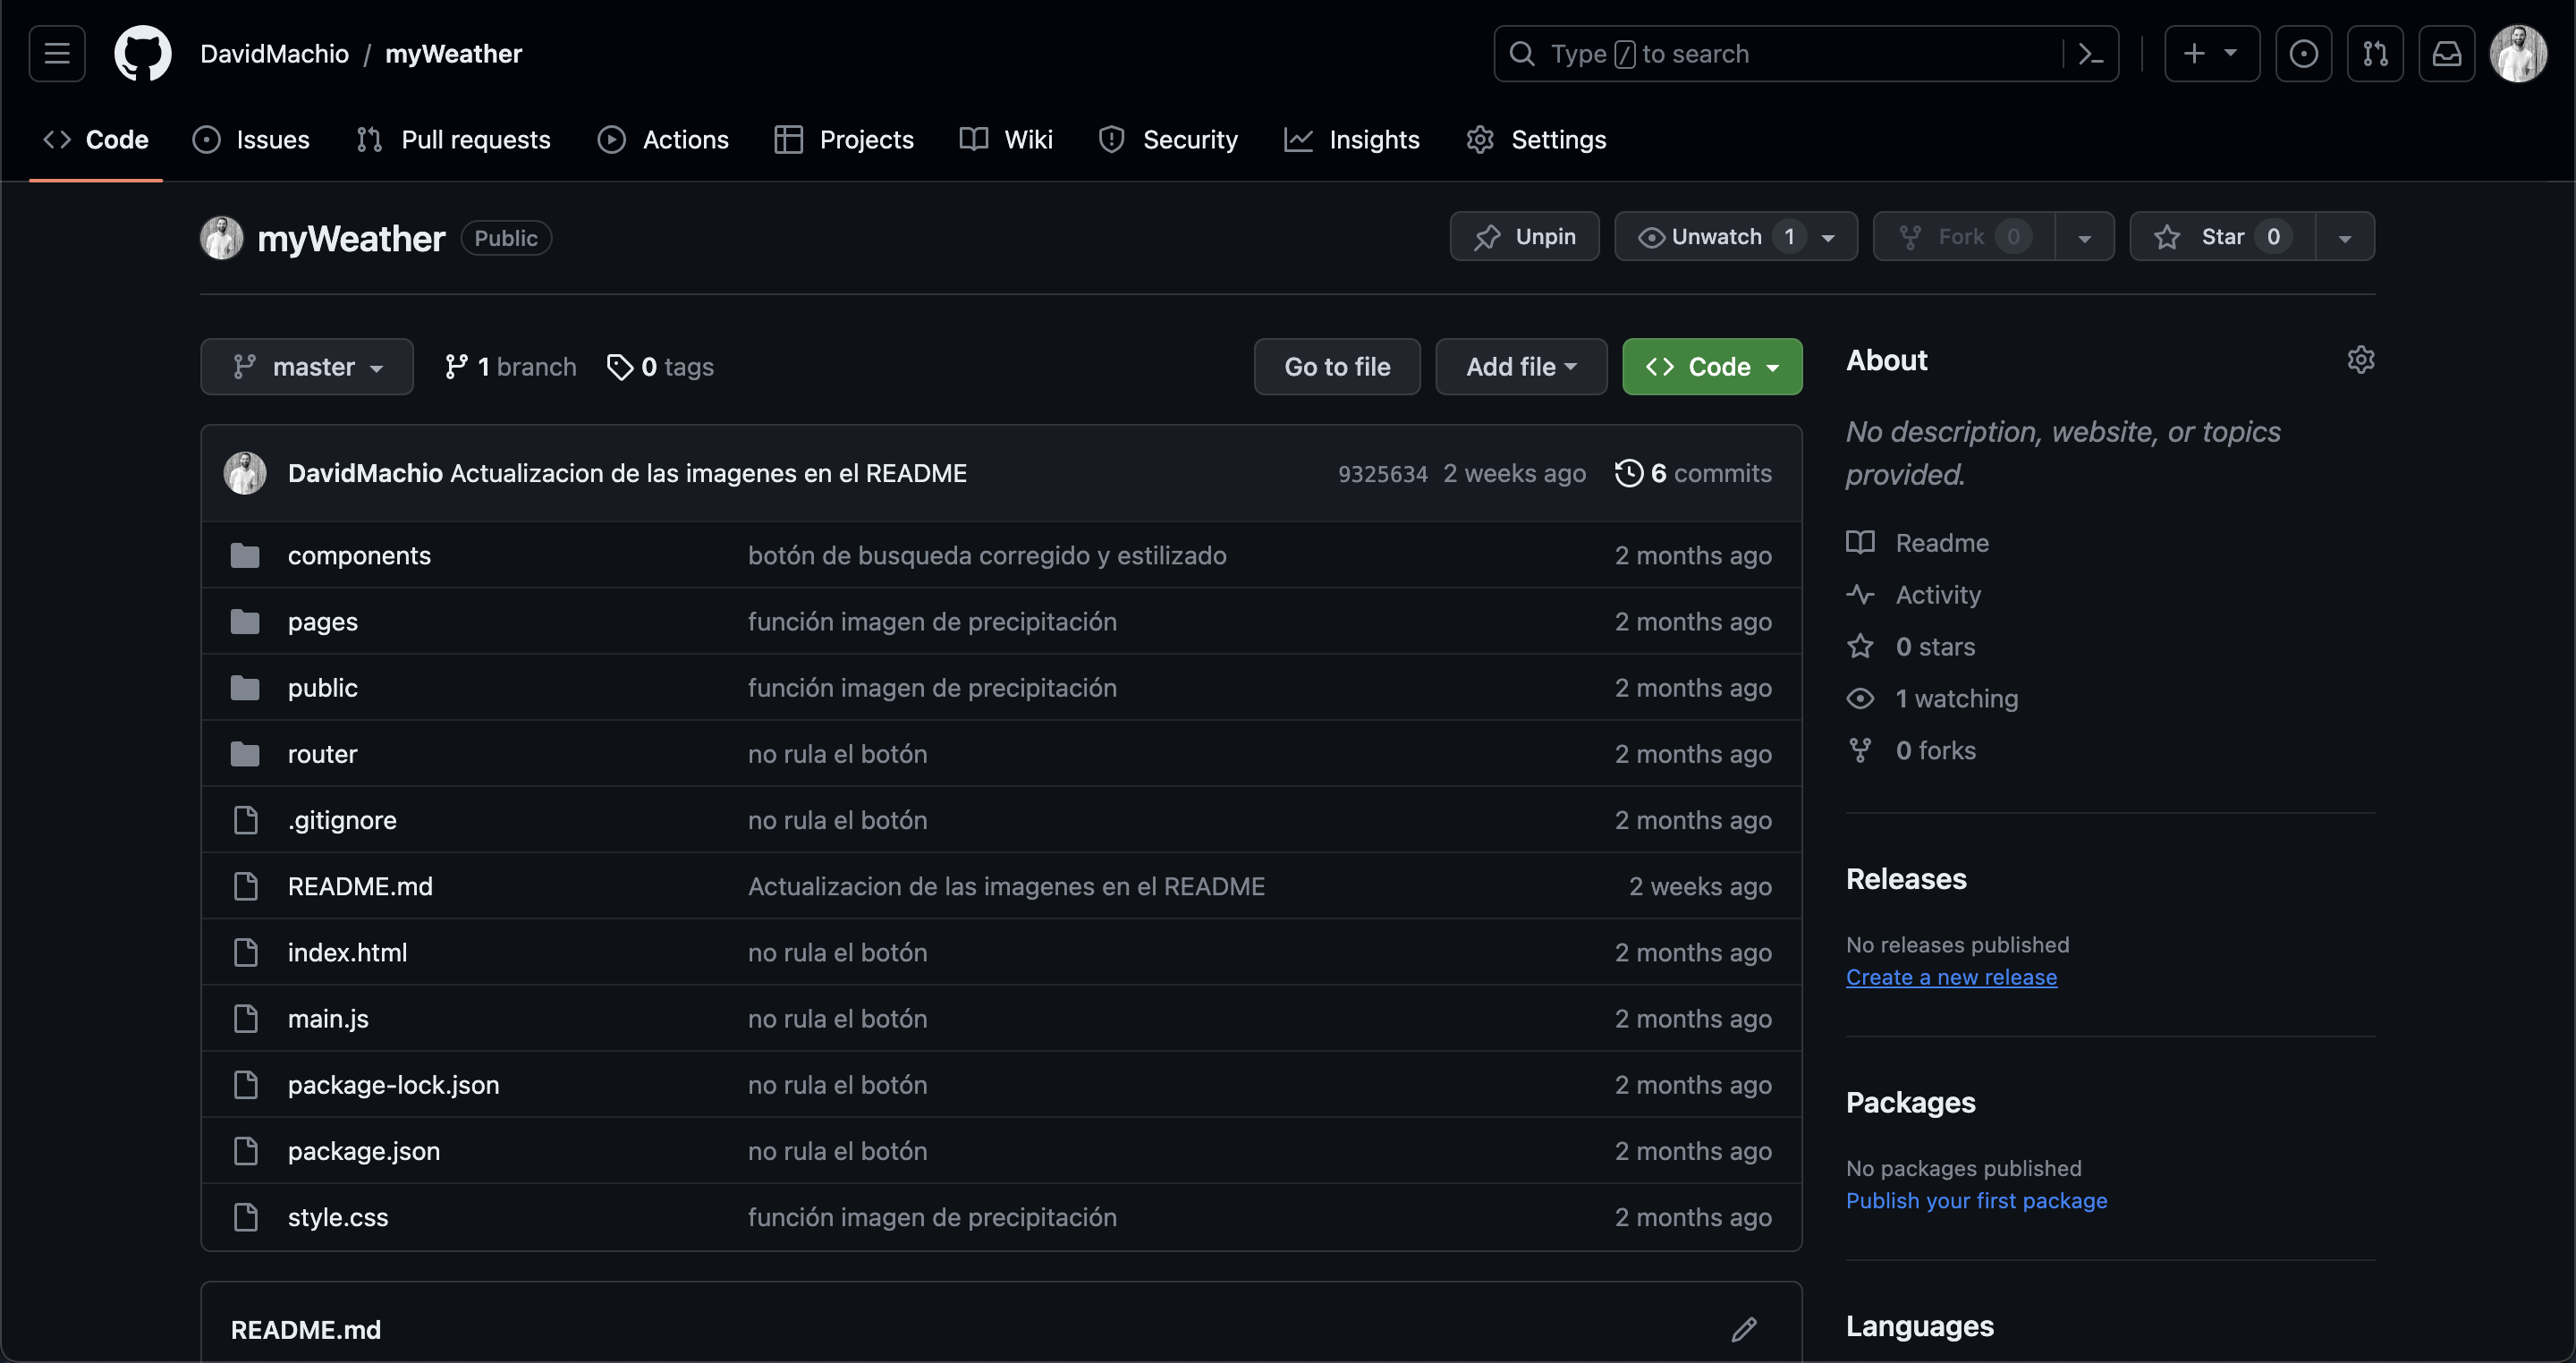 DavidMachio / myWeather
Type / to search
Code Issues Pull requests Actions Projects Wiki Security Insights Settings
myWeather Public
Unpin Unwatch 1 Fork 0 Star 0
master 1 branch 0 tags
Go to file Add file Code
DavidMachio Actualizacion de las imagenes en el README 9325634 2 weeks ago 6 commits
components botón de busqueda corregido y estilizado 2 months ago
pages función imagen de precipitación 2 months ago
public función imagen de precipitación 2 months ago
router no rula el botón 2 months ago
.gitignore no rula el botón 2 months ago
README.md Actualizacion de las imagenes en el README 2 weeks ago
index.html no rula el botón 2 months ago
main.js no rula el botón 2 months ago
package-lock.json no rula el botón 2 months ago
package.json no rula el botón 2 months ago
style.css función imagen de precipitación 2 months ago
README.md
About
No description, website, or topics
provided.
Readme
Activity
0 stars
1 watching
0 forks
Releases
No releases published
Create a new release
Packages
No packages published
Publish your first package
Languages